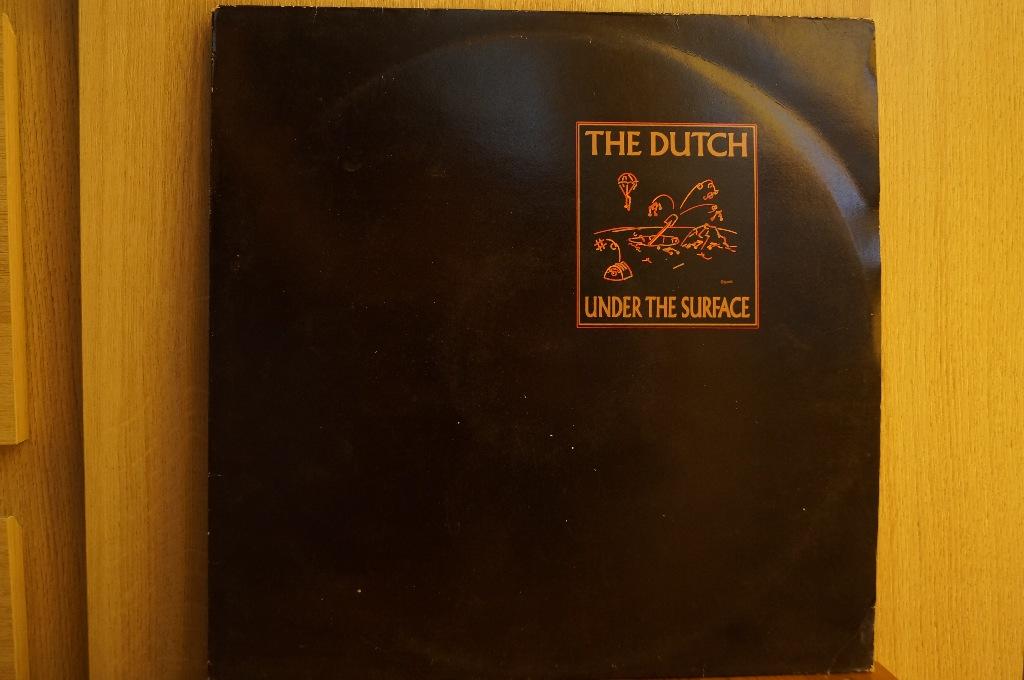 THE DUTCH
UNDER THE SURFACE